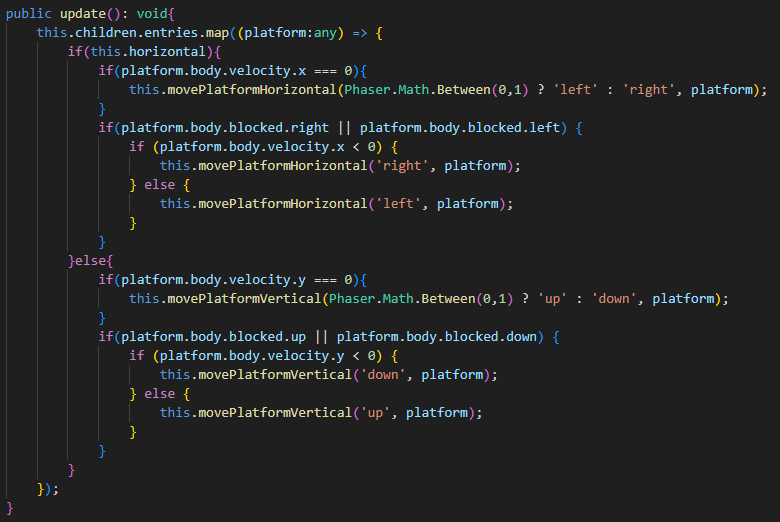 public update(): void{
    this.children.entries.map((platform:any) => {
        if(this.horizontal){
            if(platform.body.velocity.x === 0){
                this.movePlatformHorizontal(Phaser.Math.Between(0,1) ? 'left' : 'right', platform);
            }
            if(platform.body.blocked.right || platform.body.blocked.left) {
                if (platform.body.velocity.x < 0) {
                    this.movePlatformHorizontal('right', platform);
                } else {
                    this.movePlatformHorizontal('left', platform);
                }
            }
        }else{
            if(platform.body.velocity.y === 0){
                this.movePlatformVertical(Phaser.Math.Between(0,1) ? 'up' : 'down', platform);
            }
            if(platform.body.blocked.up || platform.body.blocked.down) {
                if (platform.body.velocity.y < 0) {
                    this.movePlatformVertical('down', platform);
                } else {
                    this.movePlatformVertical('up', platform);
                }
            }
        }
    });
}